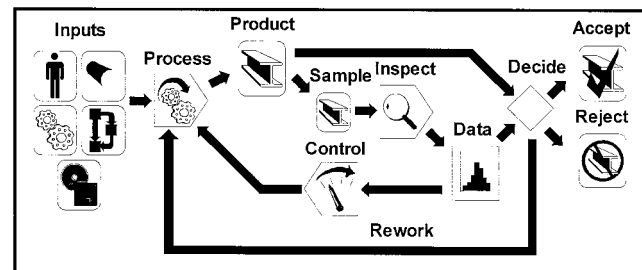 Inputs
Process
Product
Sample
Inspect
Control
Data
Decide
Accept
Reject
Rework